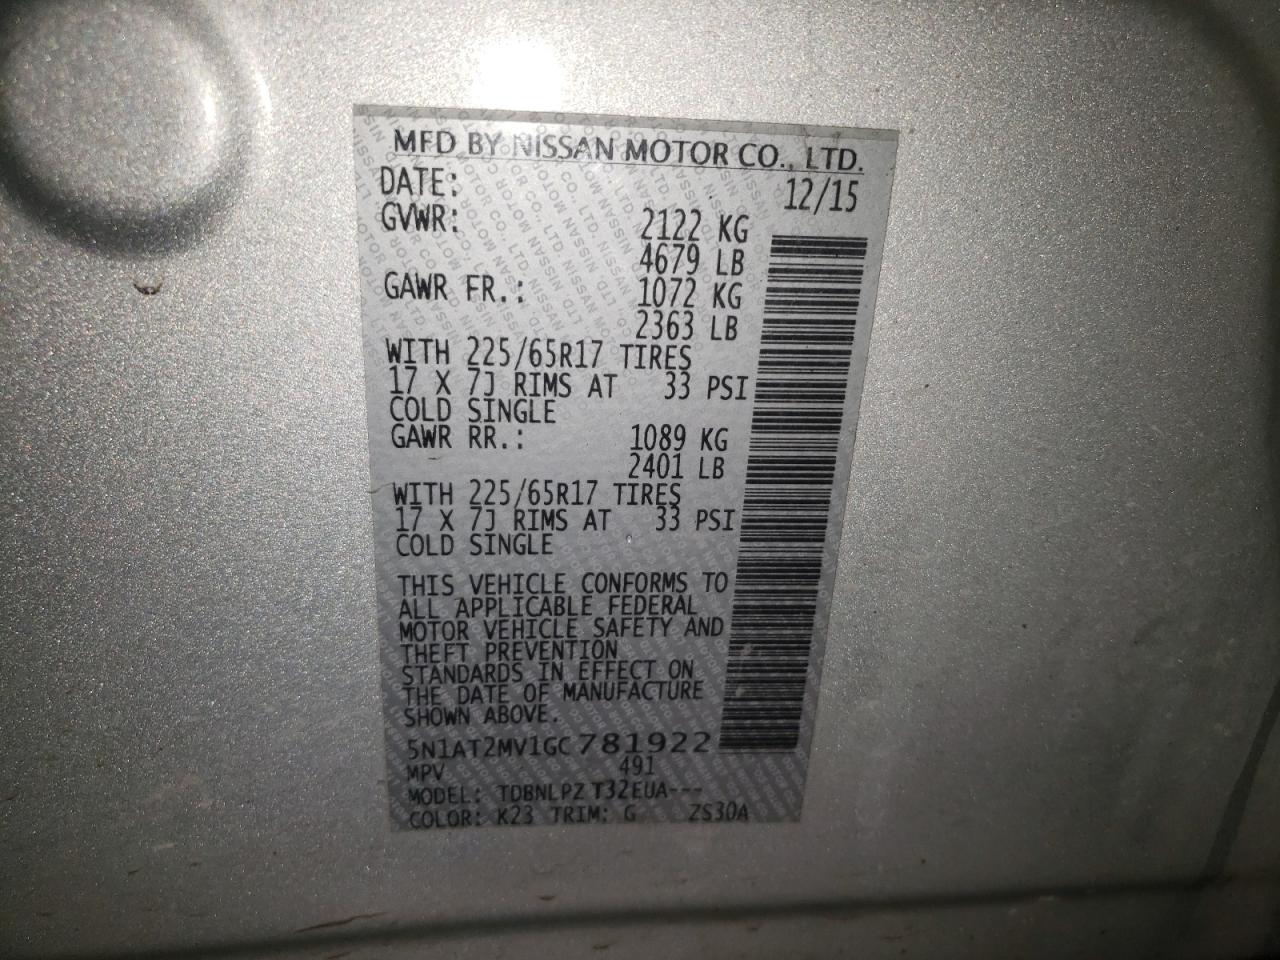 MFD BY NISSAN MOTOR CO., LTD.
DATE: 12/15
GVWR: 2122 KG
4679 LB
GAWR FR.: 1072 KG
2363 LB
WITH 225/65R17 TIRES
17 X 7J RIMS AT 33 PSI
COLD SINGLE
GAWR RR.: 1089 KG
2401 LB
WITH 225/65R17 TIRES
17 X 7J RIMS AT 33 PSI
COLD SINGLE
THIS VEHICLE CONFORMS TO
ALL APPLICABLE FEDERAL
MOTOR VEHICLE SAFETY AND
THEFT PREVENTION
STANDARDS IN EFFECT ON
THE DATE OF MANUFACTURE
SHOWN ABOVE.
5N1AT2MV1GC781922
MPV 491
MODEL: TDBNLPZ T32EUA---
COLOR: K23 TRIM: G ZS30A